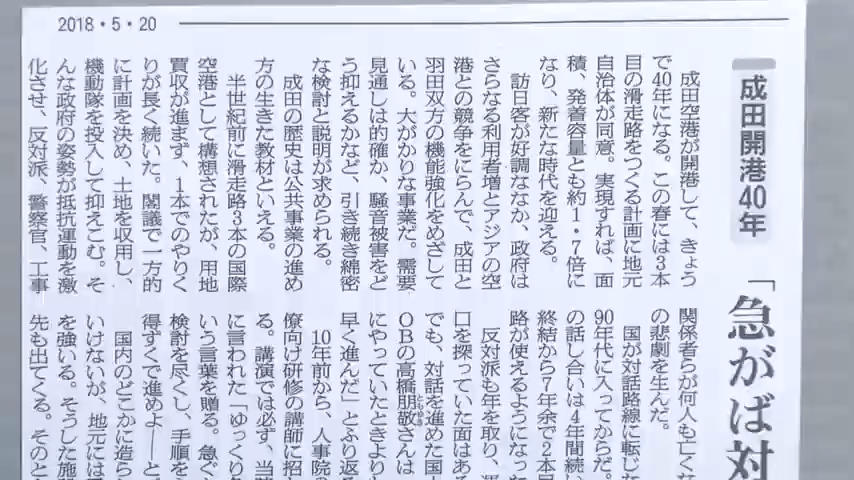 2018・5・20
成田開港40年
「急がば対
成田空港が開港して、きょう
で40年になる。この春には3本
目の滑走路をつくる計画に地元
自治体が同意。実現すれば、面
積、発着容量とも約1・7倍に
なり、新たな時代を迎える。
訪日客が好調ななか、政府は
さらなる利用者増とアジアの空
港との競争をにらんで、成田と
羽田双方の機能強化をめざして
いる。大がかりな事業だ。需要
見通しは的確か、騒音被害をど
う抑えるかなど、引き続き綿密
な検討と説明が求められる。
成田の歴史は公共事業の進め
方の生きた教材といえる。
半世紀前に滑走路3本の国際
空港として構想されたが、用地
買収が進まず、1本でのやりく
りが長く続いた。閣議で一方的
に計画を決め、土地を収用し、
機動隊を投入して抑えこむ。そ
んな政府の姿勢が抵抗運動を激
化させ、反対派、警察官、工事
関係者らが何人も亡くな
の悲劇を生んだ。
国が対話路線に転じた
90年代に入ってからだ。
の話し合いは4年間続い
終結から7年余で2本目
路が使えるようになった
反対派も年を取り、
口を探っていた面はある
でも、対話を進めた国土
OBの高橋朋敬さんは
にやっていたときより
早く進んだ」とふり返る
10年前から、人事院の
僚向け研修の講師に招か
る。講演では必ず、当時
に言われた「ゆっくり急
いう言葉を贈る。急ぐ
検討を尽くし、手順を
得ずくで進めよ――と
国内のどこかに造らな
いけないが、地元には
を強いる。そうした施
先も出てくる。そのとき